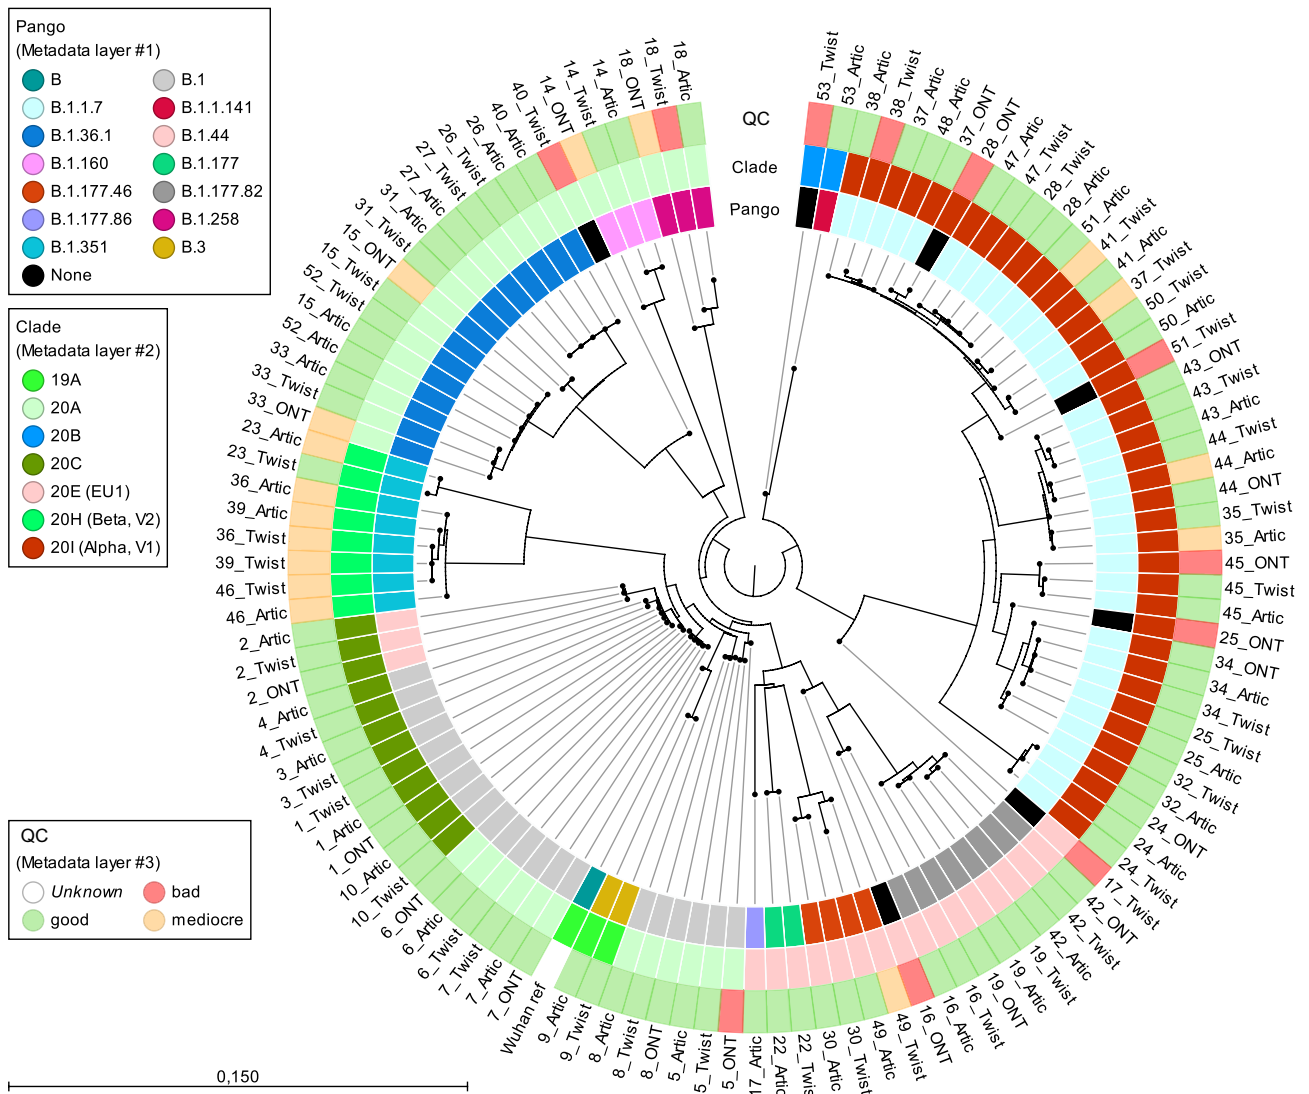 Pango
(Metadata layer #1)
B
B.1
B.1.1.7
B.1.1.141
B.1.36.1
B.1.44
B.1.160
B.1.177
B.1.177.46
B.1.177.82
B.1.177.86
B.1.258
B.1.351
B.3
None
Clade
(Metadata layer #2)
19A
20A
20B
20C
20E (EU1)
20H (Beta, V2)
20I (Alpha, V1)
QC
(Metadata layer #3)
Unknown
bad
good
mediocre
0,150
QC
Clade
Pango
53_Twist
53_Artic
38_Artic
38_Twist
37_Artic
48_Artic
37_ONT
28_ONT
47_Artic
47_Twist
28_Twist
28_Artic
51_Artic
41_Twist
41_Artic
37_Twist
50_Twist
50_Artic
51_Twist
43_ONT
43_Twist
43_Artic
44_Twist
44_Artic
44_ONT
35_Twist
35_Artic
45_ONT
45_Twist
45_Artic
25_ONT
34_ONT
34_Artic
34_Twist
25_Twist
25_Artic
32_Twist
32_Artic
24_ONT
24_Artic
24_Twist
17_Twist
42_ONT
42_Twist
42_Artic
19_Twist
19_Artic
19_ONT
16_Twist
16_Artic
16_ONT
49_Twist
49_Artic
30_Twist
30_Artic
22_Twis
22_Artic
17_Artic
5_ONT
5_Twist
5_Artic
8_ONT
8_Twist
8_Artic
9_Twist
9_Artic
Wuhan ref
7_ONT
7_Artic
7_Twist
6_Twist
6_Artic
6_ONT
10_Twist
10_Artic
1_ONT
1_Artic
1_Twist
3_Twist
3_Artic
4_Twist
4_Artic
2_ONT
2_Twist
2_Artic
46_Artic
46_Twist
39_Twist
36_Twist
39_Artic
36_Artic
23_Twist
23_Artic
33_ONT
33_Twist
33_Artic
52_Artic
15_Artic
52_Twist
15_Twist
15_ONT
31_Twist
31_Artic
27_Artic
27_Twist
26_Twist
26_Artic
40_Artic
40_Twist
14_ONT
14_Twist
14_Artic
18_ONT
18_Twist
18_Artic